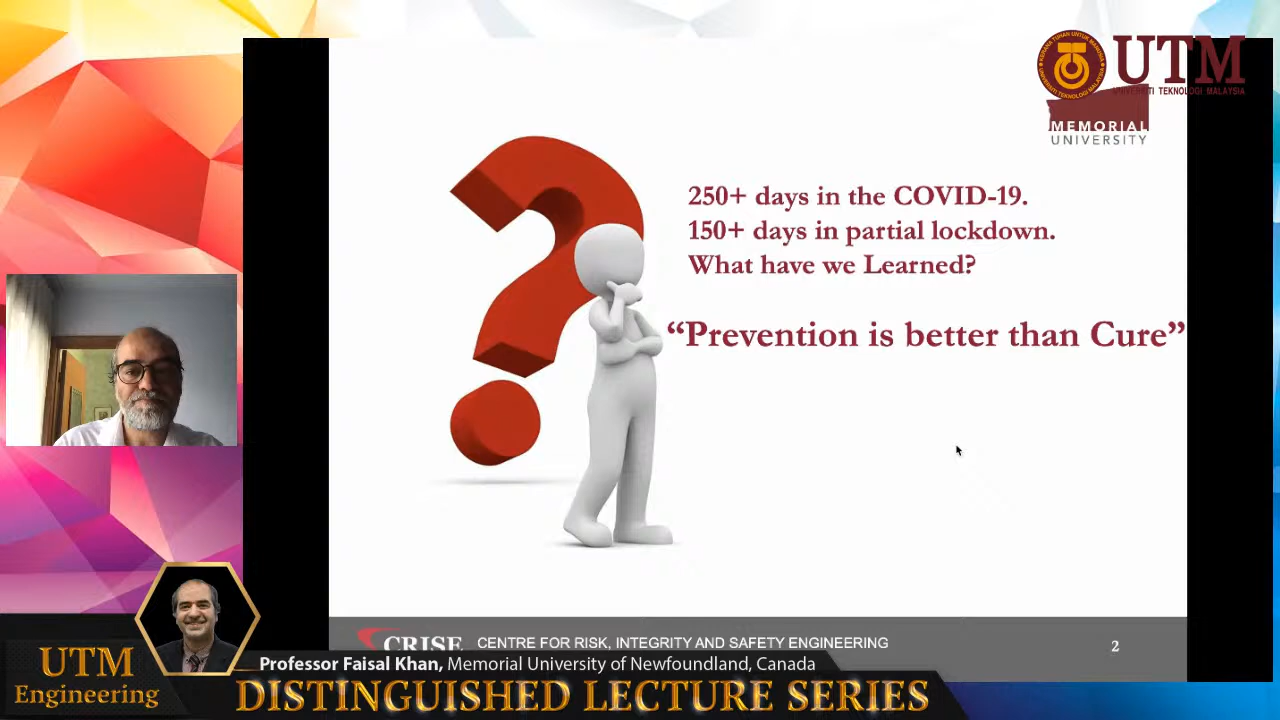 UTM
UNIVERSITI TEKNOLOGI MALAYSIA
MEMORIAL
UNIVERSITY
250+ days in the COVID-19.
150+ days in partial lockdown.
What have we Learned?
“Prevention is better than Cure”
CRISE CENTRE FOR RISK, INTEGRITY AND SAFETY ENGINEERING
2
UTM
Engineering
Professor Faisal Khan, Memorial University of Newfoundland, Canada
DISTINGUISHED LECTURE SERIES